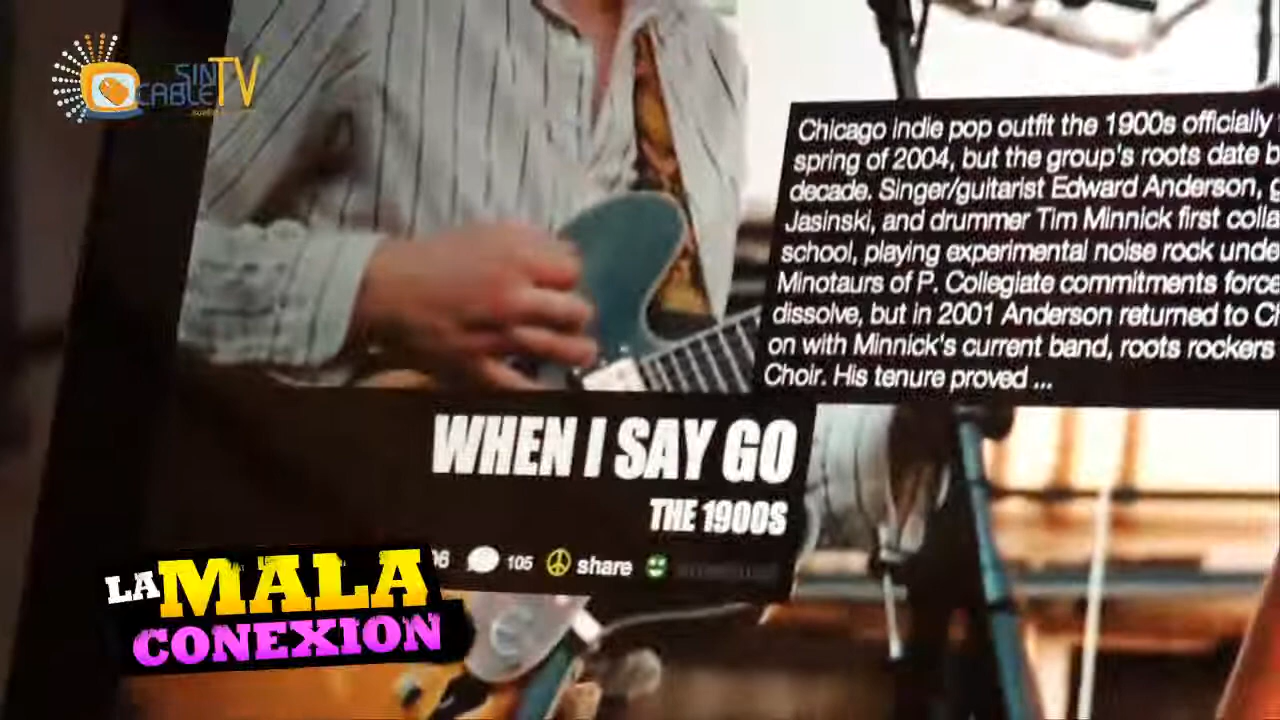 SIN
CABLE TV
Chicago indie pop outfit the 1900s officially
spring of 2004, but the group's roots date b
decade. Singer/guitarist Edward Anderson, g
Jasinski, and drummer Tim Minnick first colla
school, playing experimental noise rock unde
Minotaurs of P. Collegiate commitments force
dissolve, but in 2001 Anderson returned to Ch
on with Minnick's current band, roots rockers
Choir. His tenure proved ...
WHEN I SAY GO
THE 1900S
96 105 share
LA MALA
CONEXION